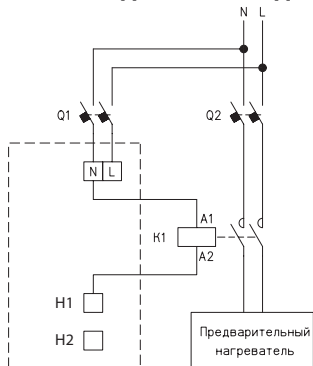 N L
Q1 Q2
N L
A1
K1
A2
H1
H2
Предварительный
нагреватель